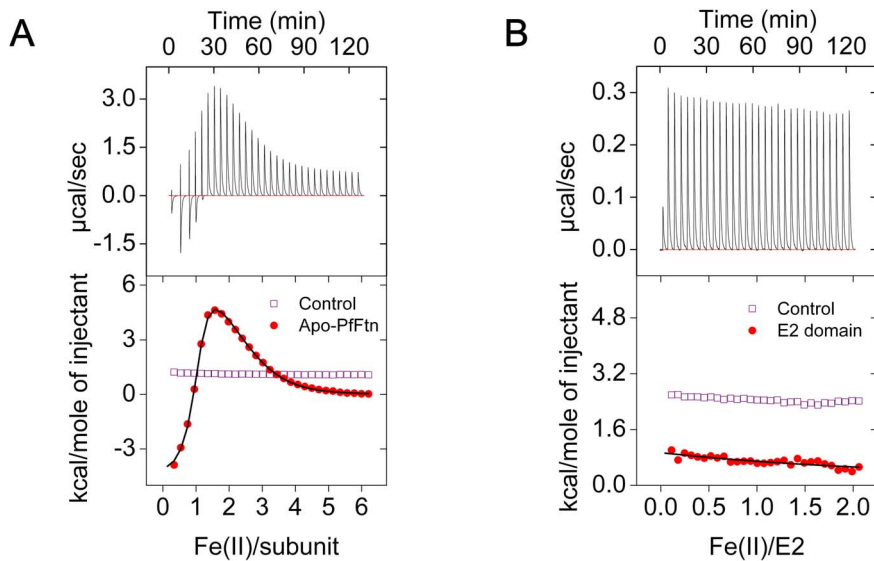 A
Time (min)
0 30 60 90 120
µcal/sec
3.0
1.5
0.0
-1.5
kcal/mole of injectant
6
3
0
-3
Control
Apo-PfFtn
0 1 2 3 4 5 6
Fe(II)/subunit
B
Time (min)
0 30 60 90 120
µcal/sec
0.3
0.2
0.1
0.0
kcal/mole of injectant
4.8
3.2
1.6
0.0
Control
E2 domain
0.0 0.5 1.0 1.5 2.0
Fe(II)/E2